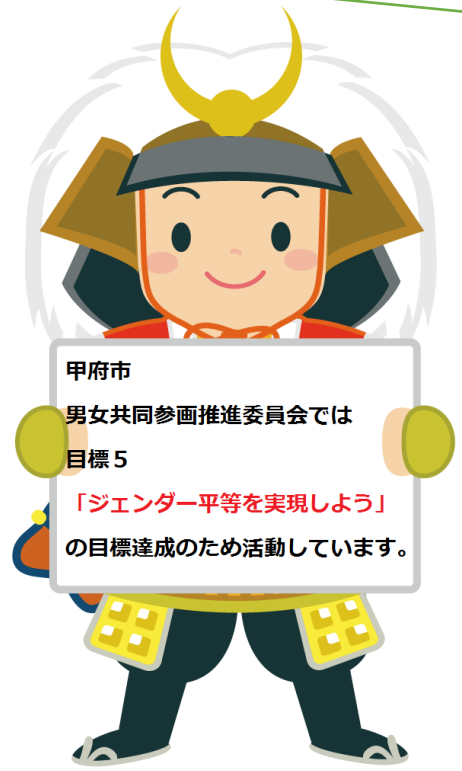 甲府市
男女共同参画推進委員会では
目標５
「ジェンダー平等を実現しよう」
の目標達成のため活動しています。